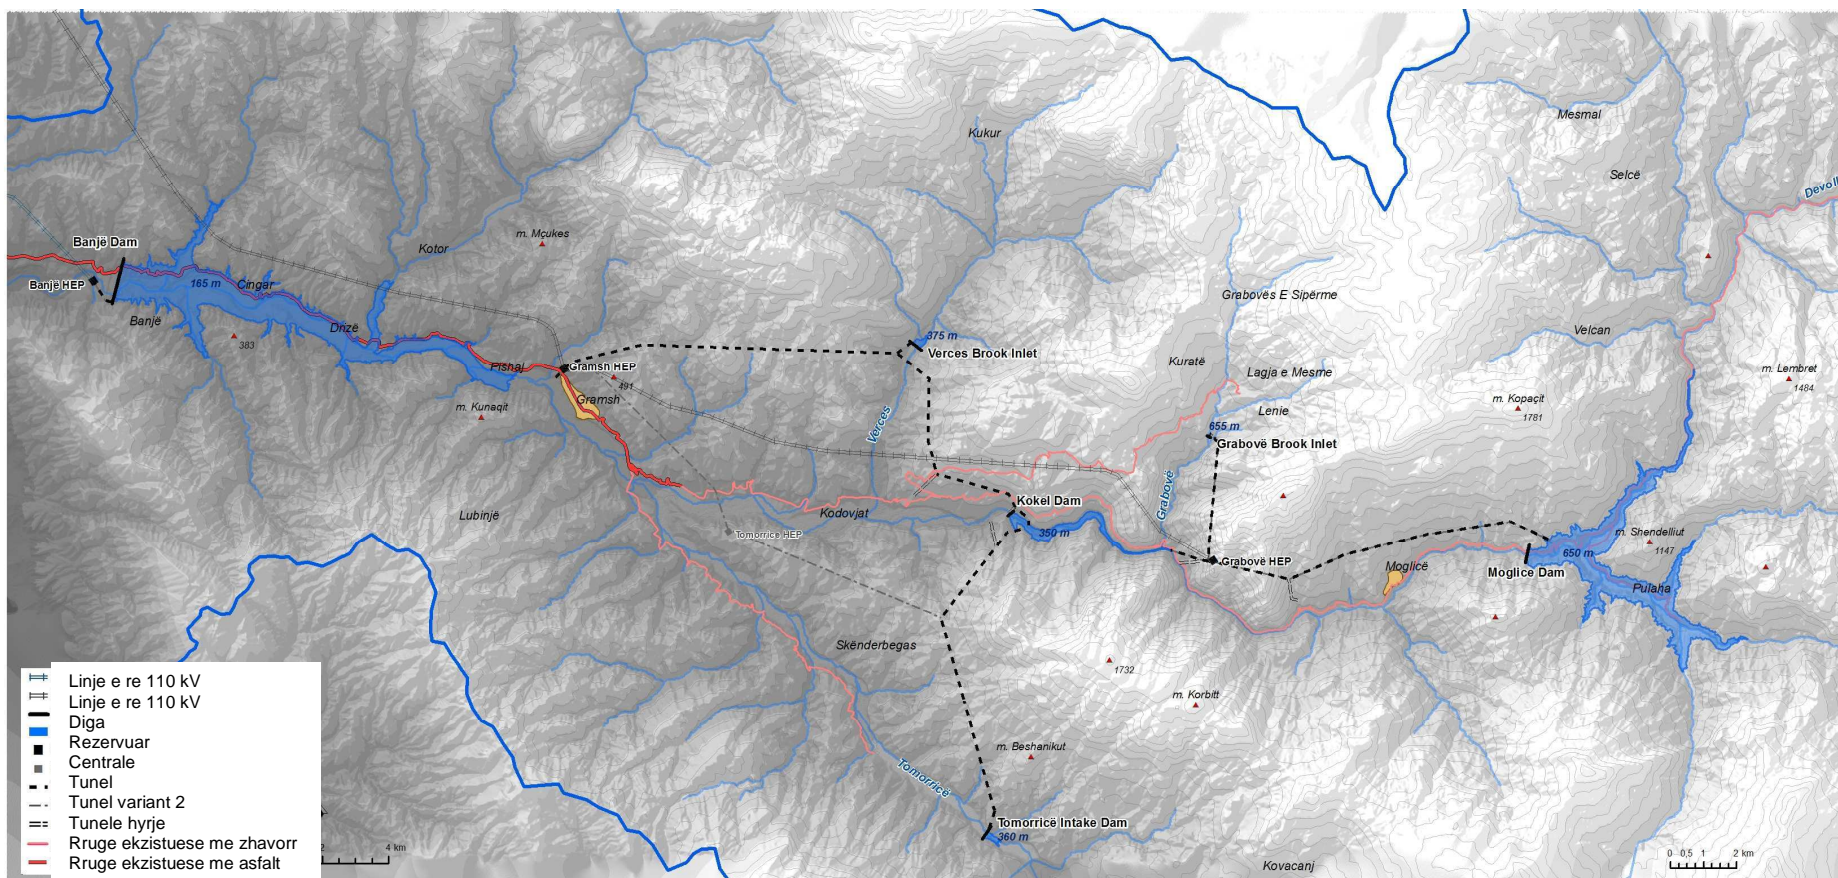 Kukur
Mesmal
Selcë
Devoll
m. Mçukes
Kotor
Banjë Dam
Banjë HEP
165 m
Cingar
Banjë
Drizë
383
Grabovës E Sipërme
Velcan
375 m
Verces Brook Inlet
Kuratë
Lagja e Mesme
m. Lembret
1484
Pishaj
Gramsh HEP
491
Gramsh
m. Kunaqit
Verces
Lenie
m. Kopaçit
1781
655 m
Grabovë Brook Inlet
Grabovë
Lubinjë
Kodovjat
Kokel Dam
350 m
Tomorricë HEP
Grabovë HEP
Moglicë
Moglice Dam
650 m
m. Shendelliut
1147
Pulaha
Skënderbegas
1732
m. Korbitt
m. Beshanikut
Tomorricë
Tomorricë Intake Dam
360 m
Kovacanj
Linje e re 110 kV
Linje e re 110 kV
Diga
Rezervuar
Centrale
Tunel
Tunel variant 2
Tunele hyrje
Rruge ekzistuese me zhavorr
Rruge ekzistuese me asfalt
2 4 km
0 0,5 1 2 km